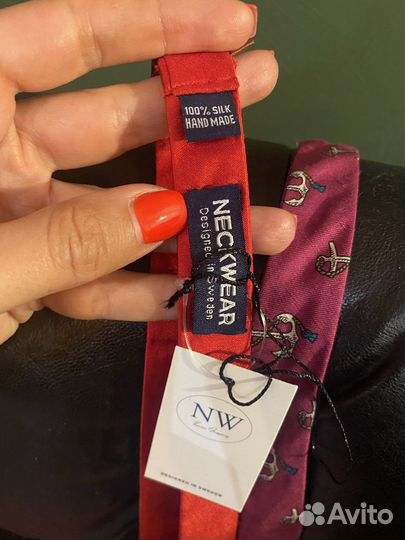 100% SILK
HAND MADE
NECKWEAR
Designed in Sweden
NW
DESIGNED IN SWEDEN
Avito